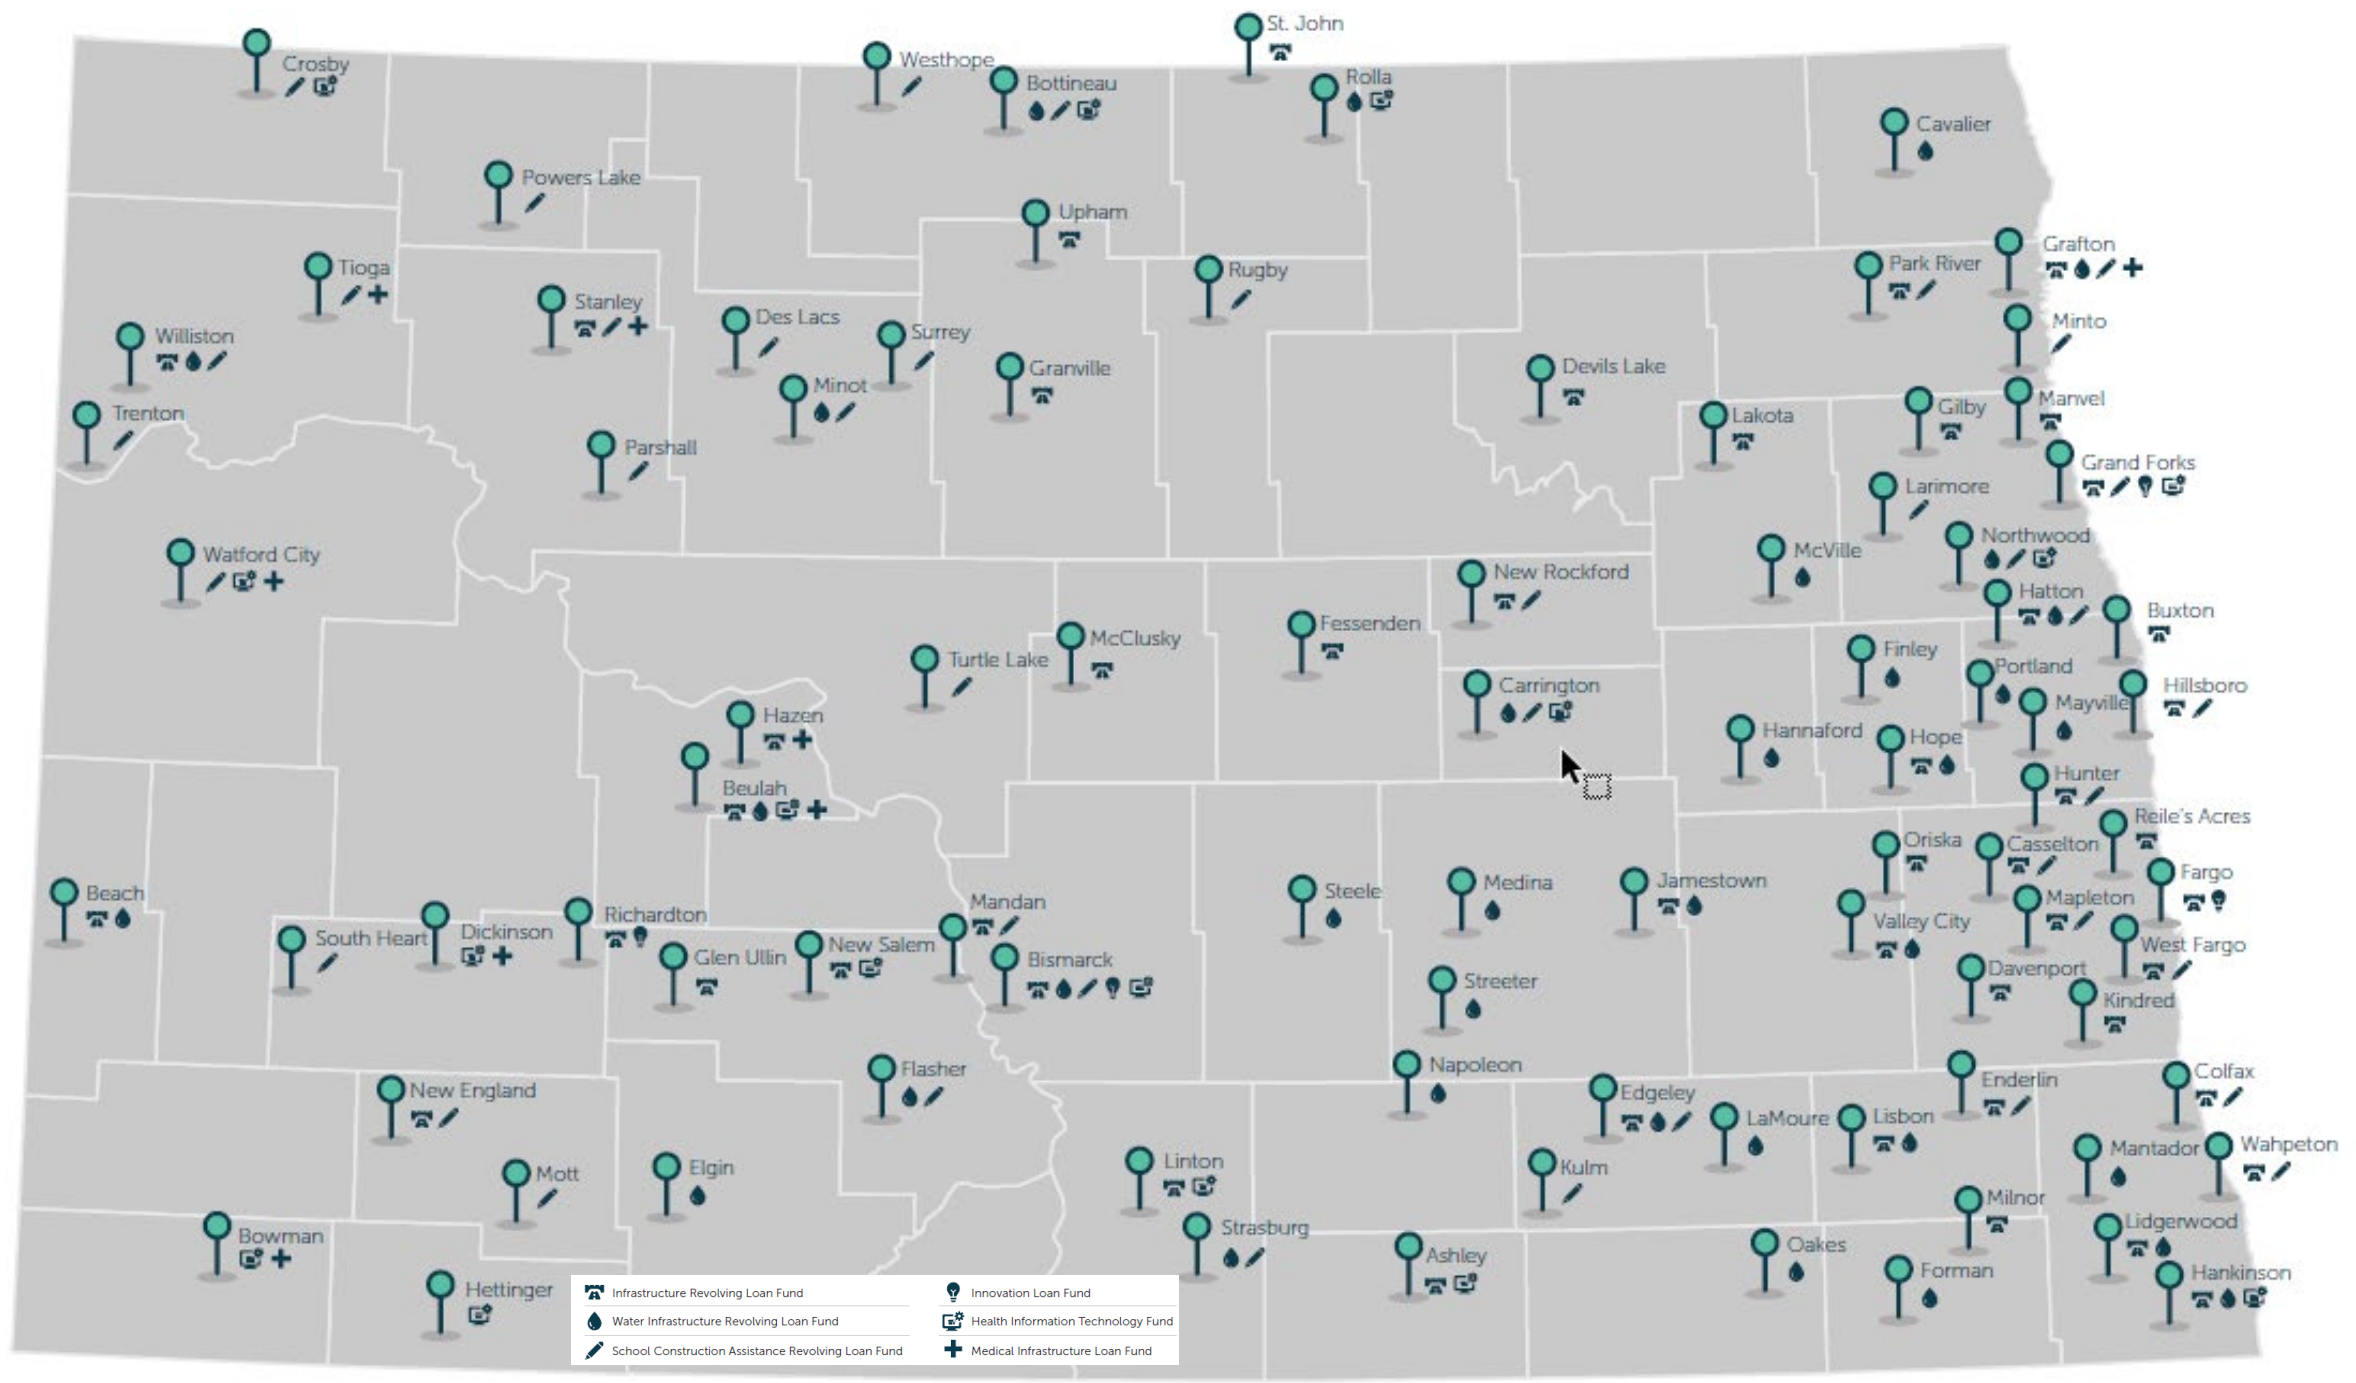 St. John
Crosby
Westhope
Bottineau
Rolla
Cavalier
Powers Lake
Upham
Grafton
Tioga
Rugby
Park River
Stanley
Des Lacs
Surrey
Minto
Williston
Granville
Devils Lake
Minot
Manvel
Trenton
Lakota
Gilby
Parshall
Grand Forks
Larimore
Northwood
Watford City
McVille
New Rockford
Hatton
Buxton
Fessenden
McClusky
Finley
Turtle Lake
Portland
Carrington
Hillsboro
Mayville
Hazen
Hannaford
Hope
Hunter
Beulah
Reile's Acres
Oriska
Casselton
Fargo
Beach
Steele
Medina
Jamestown
Mapleton
Mandan
Richardton
Valley City
Dickinson
South Heart
New Salem
West Fargo
Glen Ullin
Bismarck
Davenport
Streeter
Kindred
Flasher
Napoleon
Colfax
Enderlin
New England
Edgeley
LaMoure
Lisbon
Mantador
Wahpeton
Linton
Kulm
Elgin
Mott
Milnor
Lidgerwood
Strasburg
Bowman
Oakes
Ashley
Forman
Hankinson
Hettinger
Infrastructure Revolving Loan Fund
Innovation Loan Fund
Water Infrastructure Revolving Loan Fund
Health Information Technology Fund
School Construction Assistance Revolving Loan Fund
Medical Infrastructure Loan Fund